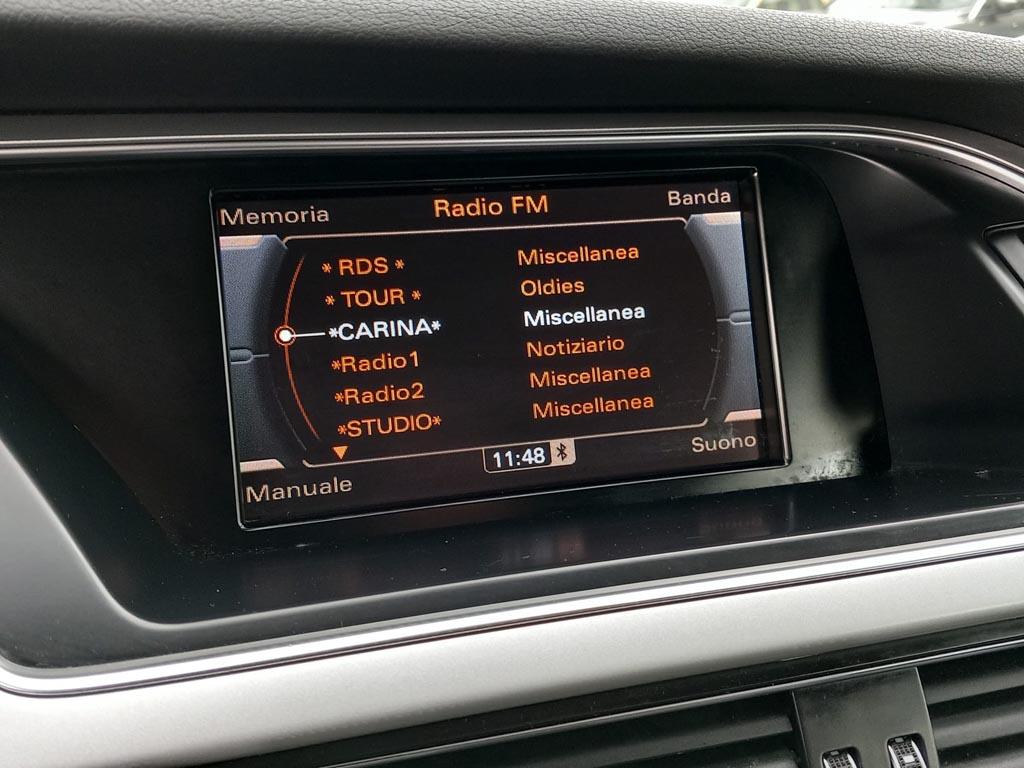 Memoria Radio FM Banda
* RDS * Miscellanea
* TOUR * Oldies
*CARINA* Miscellanea
*Radio1 Notiziario
*Radio2 Miscellanea
*STUDIO* Miscellanea
Manuale 11:48 Suono